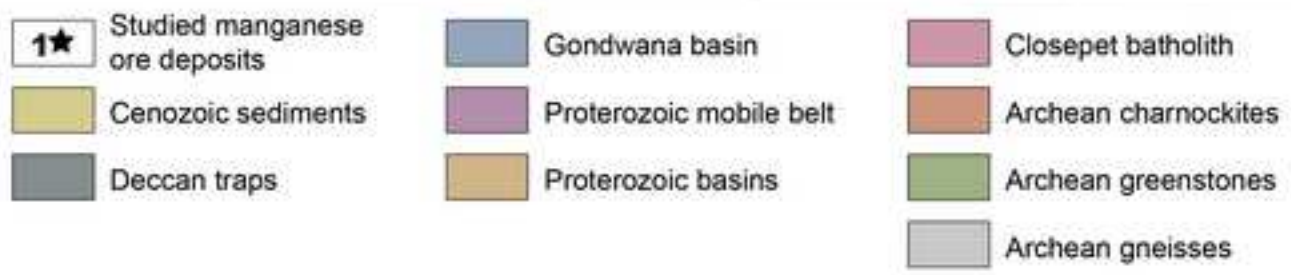 1★ Studied manganese
ore deposits
Cenozoic sediments
Deccan traps
Gondwana basin
Proterozoic mobile belt
Proterozoic basins
Closepet batholith
Archean charnockites
Archean greenstones
Archean gneisses